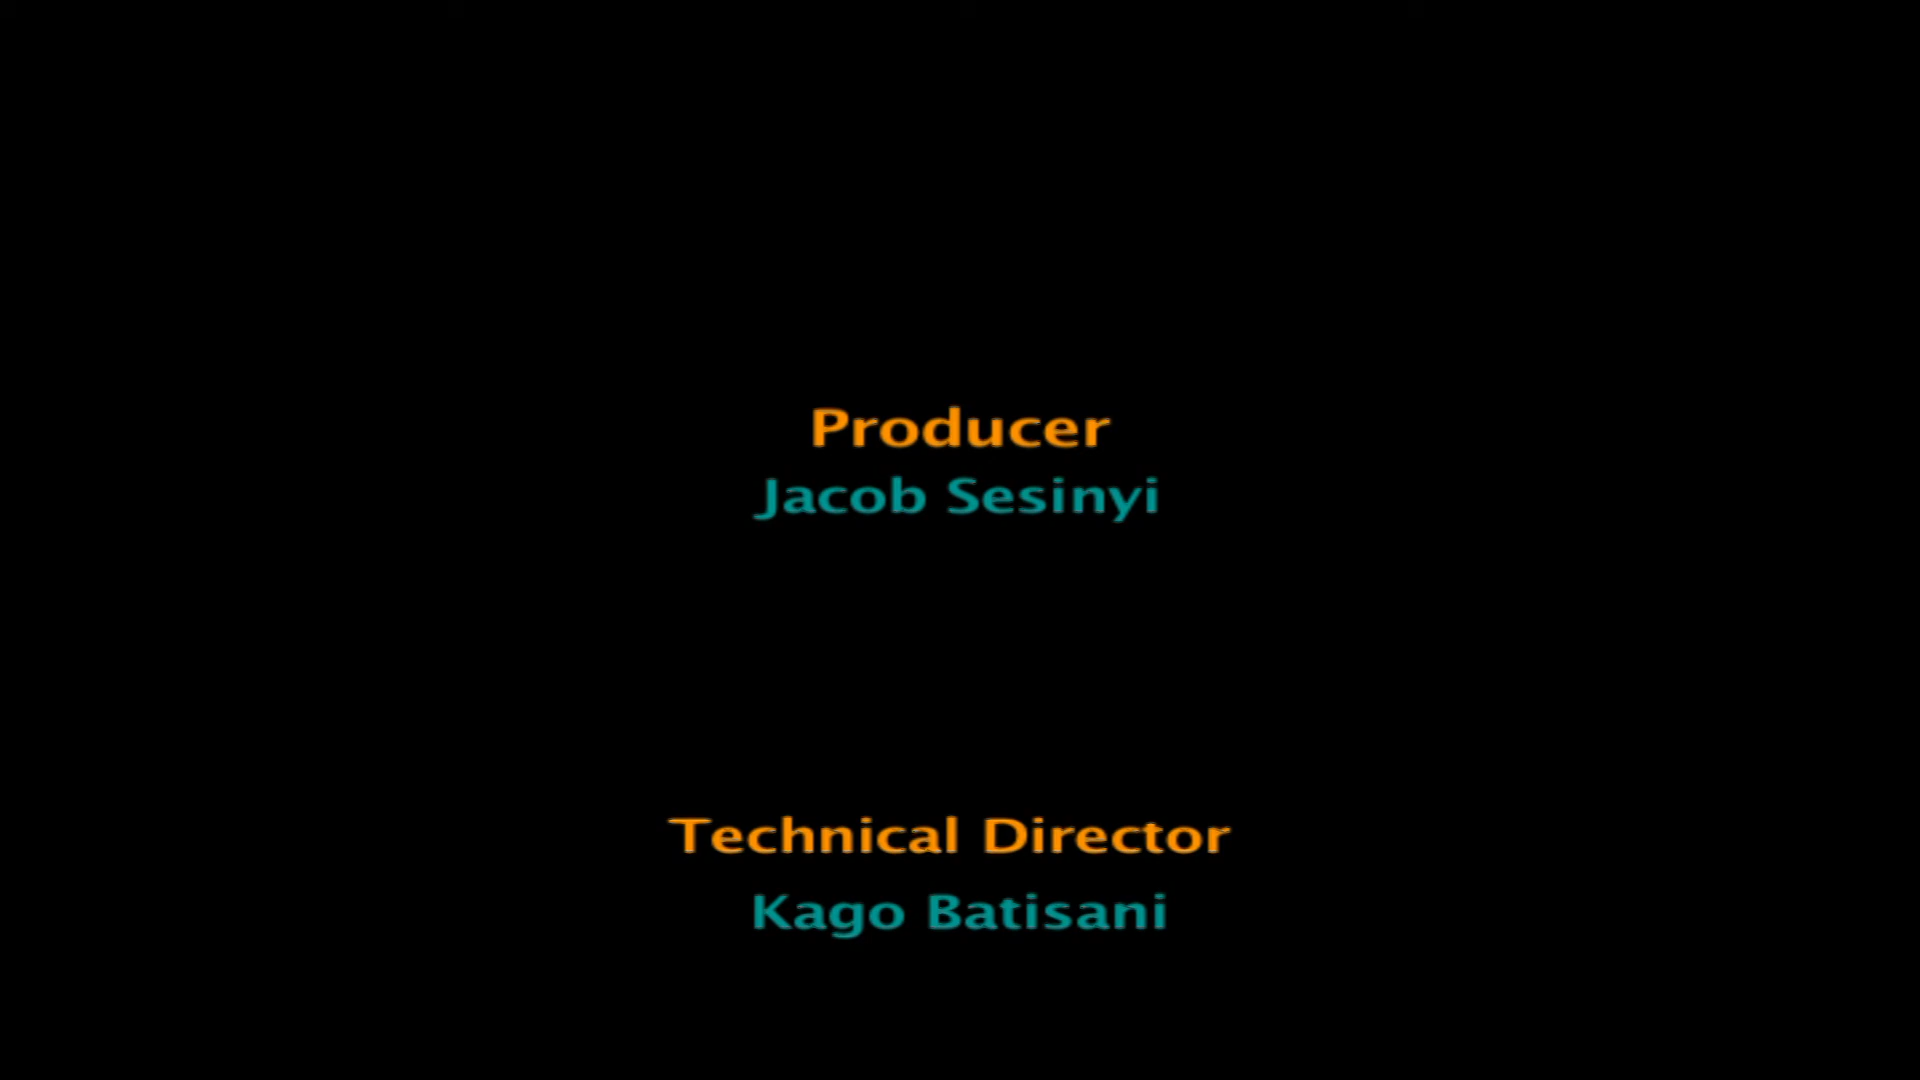 Producer
Jacob Sesinyi
Technical Director
Kago Batisani